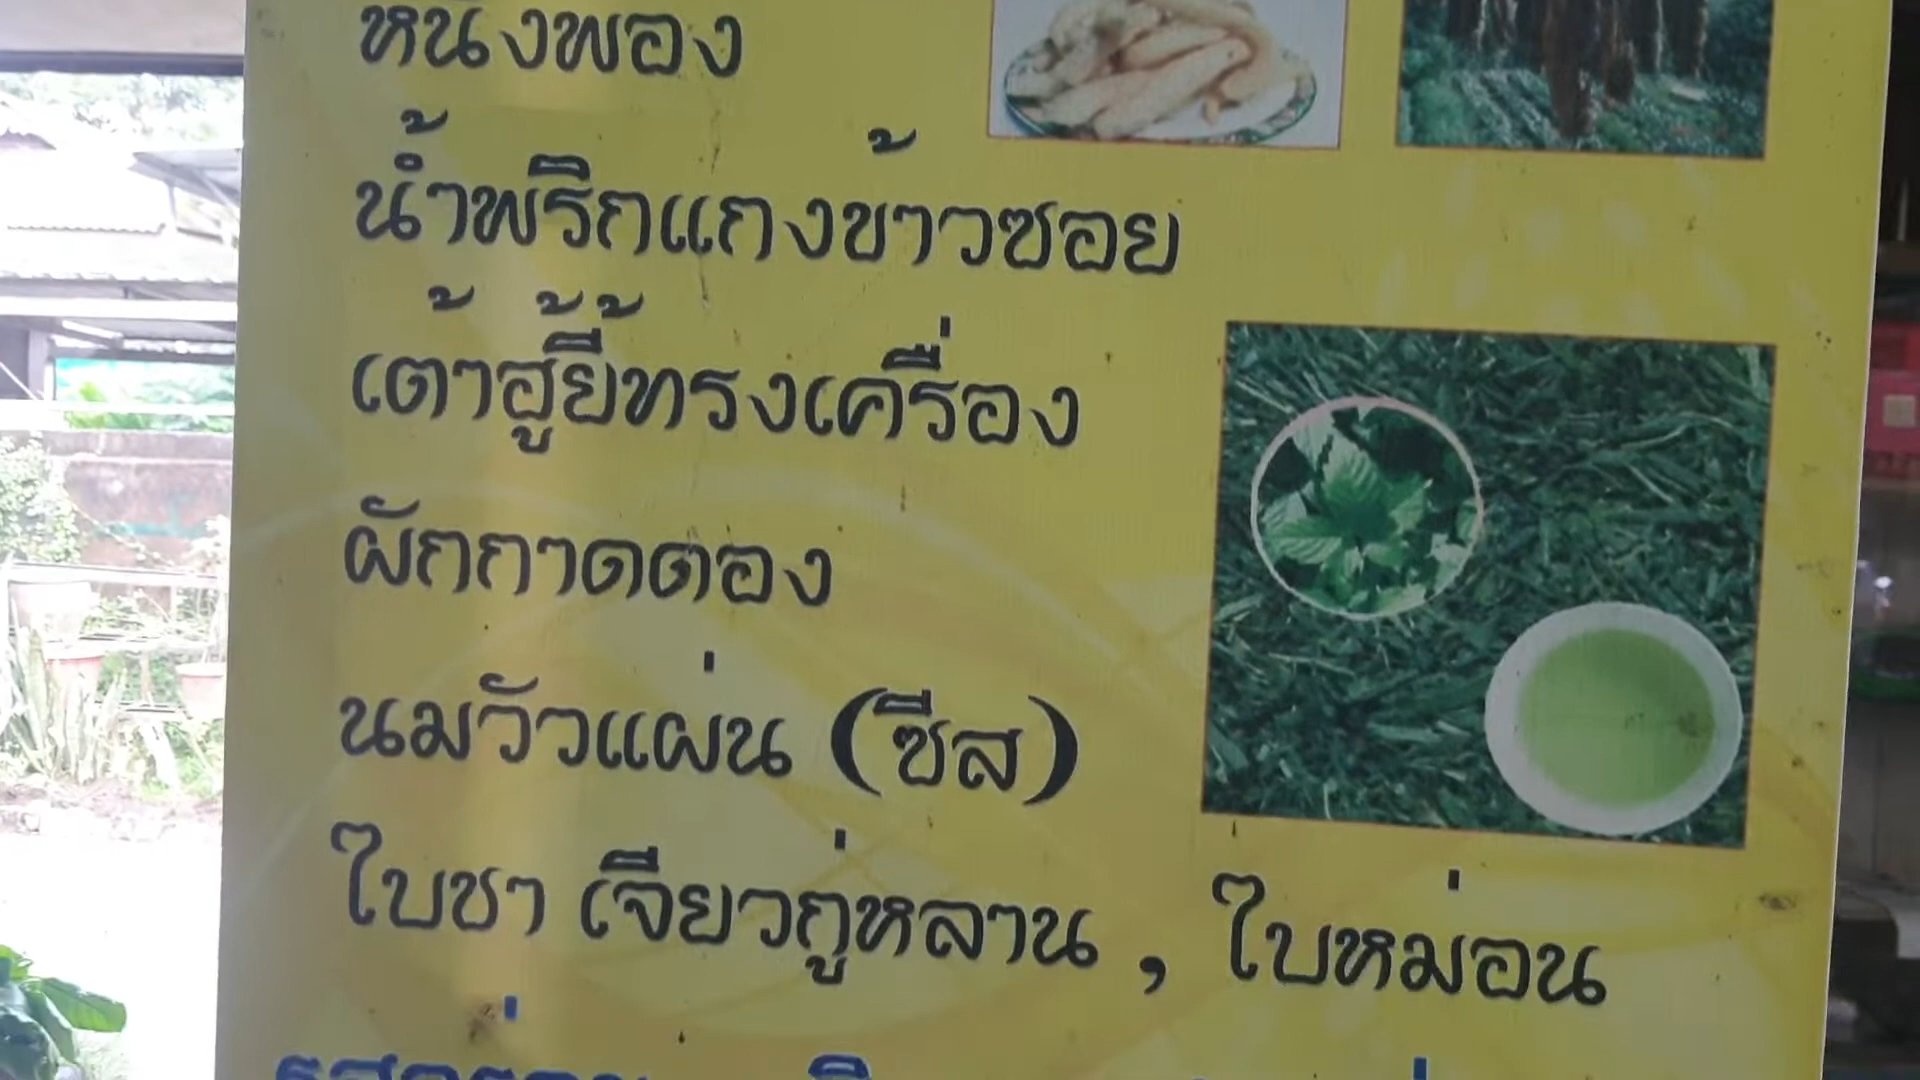 หนังพอง
น้ำพริกแกงข้าวซอย
เต้าฮู้ยี้ทรงเครื่อง
ผักกาดดอง
นมวัวแผ่น (ซีส)
ใบชา เจียวกู่หลาน , ใบหม่อน